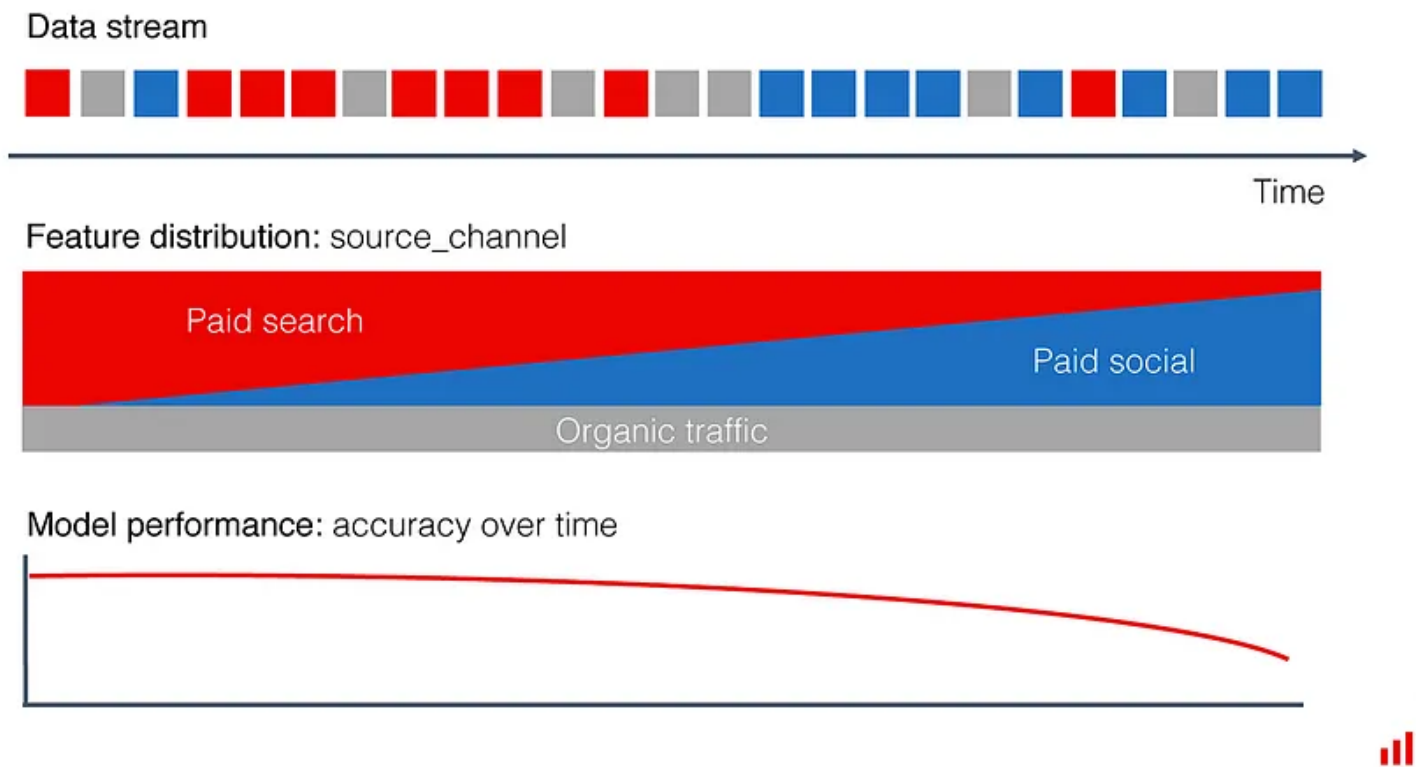 Data stream
Time
Feature distribution: source_channel
Paid search
Paid social
Organic traffic
Model performance: accuracy over time